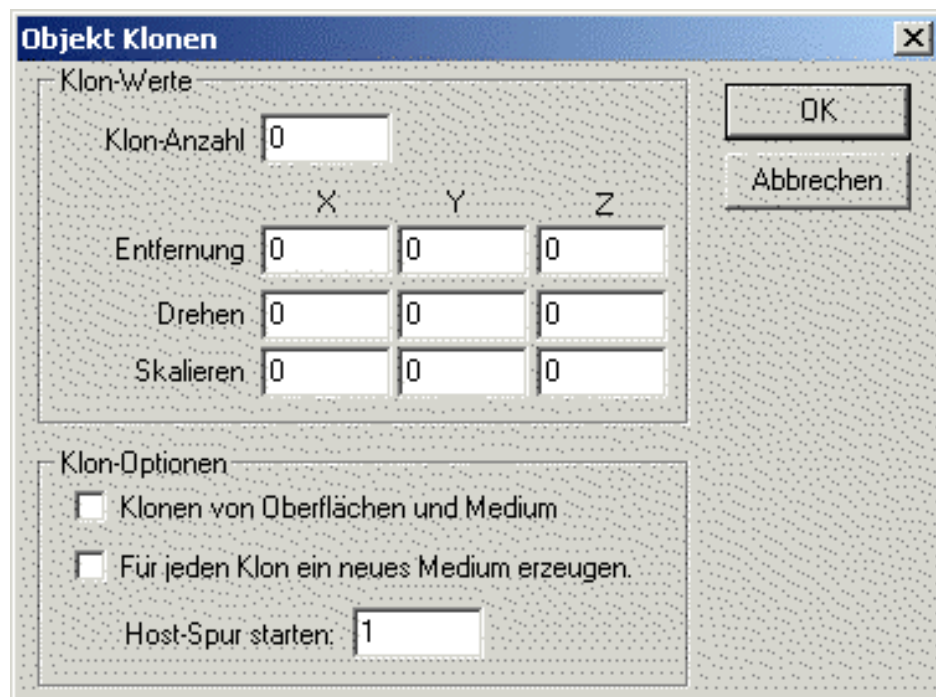 Objekt Klonen
Klon-Werte
OK
Klon-Anzahl 0
Abbrechen
X Y Z
Entfernung 0 0 0
Drehen 0 0 0
Skalieren 0 0 0
Klon-Optionen
Klonen von Oberflächen und Medium
Für jeden Klon ein neues Medium erzeugen.
Host-Spur starten: 1